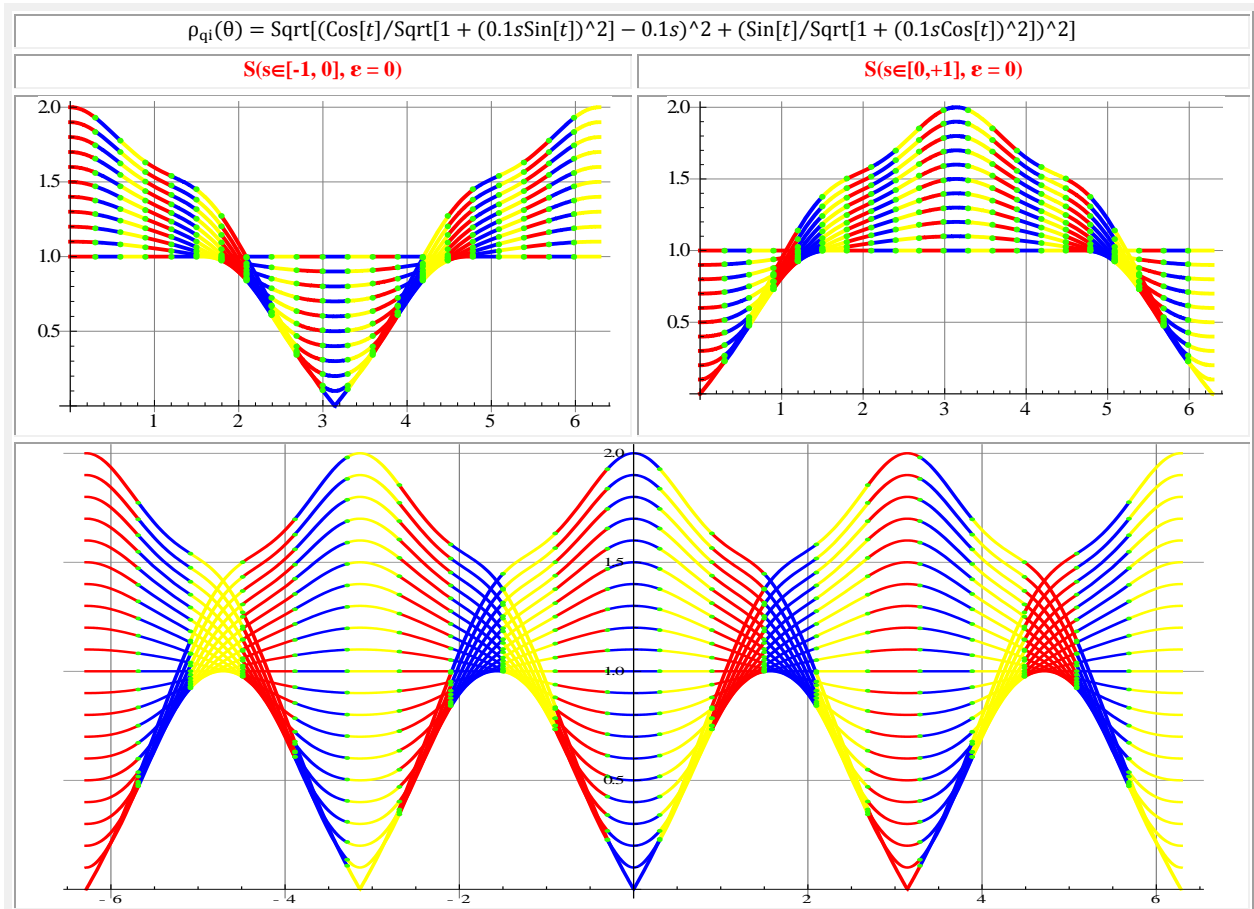 ρqi(θ) = Sqrt[(Cos[t]/Sqrt[1 + (0.1sSin[t])^2] − 0.1s)^2 + (Sin[t]/Sqrt[1 + (0.1sCos[t])^2])^2]
S(s∈[-1, 0], ε = 0)
S(s∈[0,+1], ε = 0)
2.0
1.5
1.0
0.5
1 2 3 4 5 6
2.0
1.5
1.0
0.5
1 2 3 4 5 6
2.0
1.5
1.0
0.5
-6 -4 -2 2 4 6